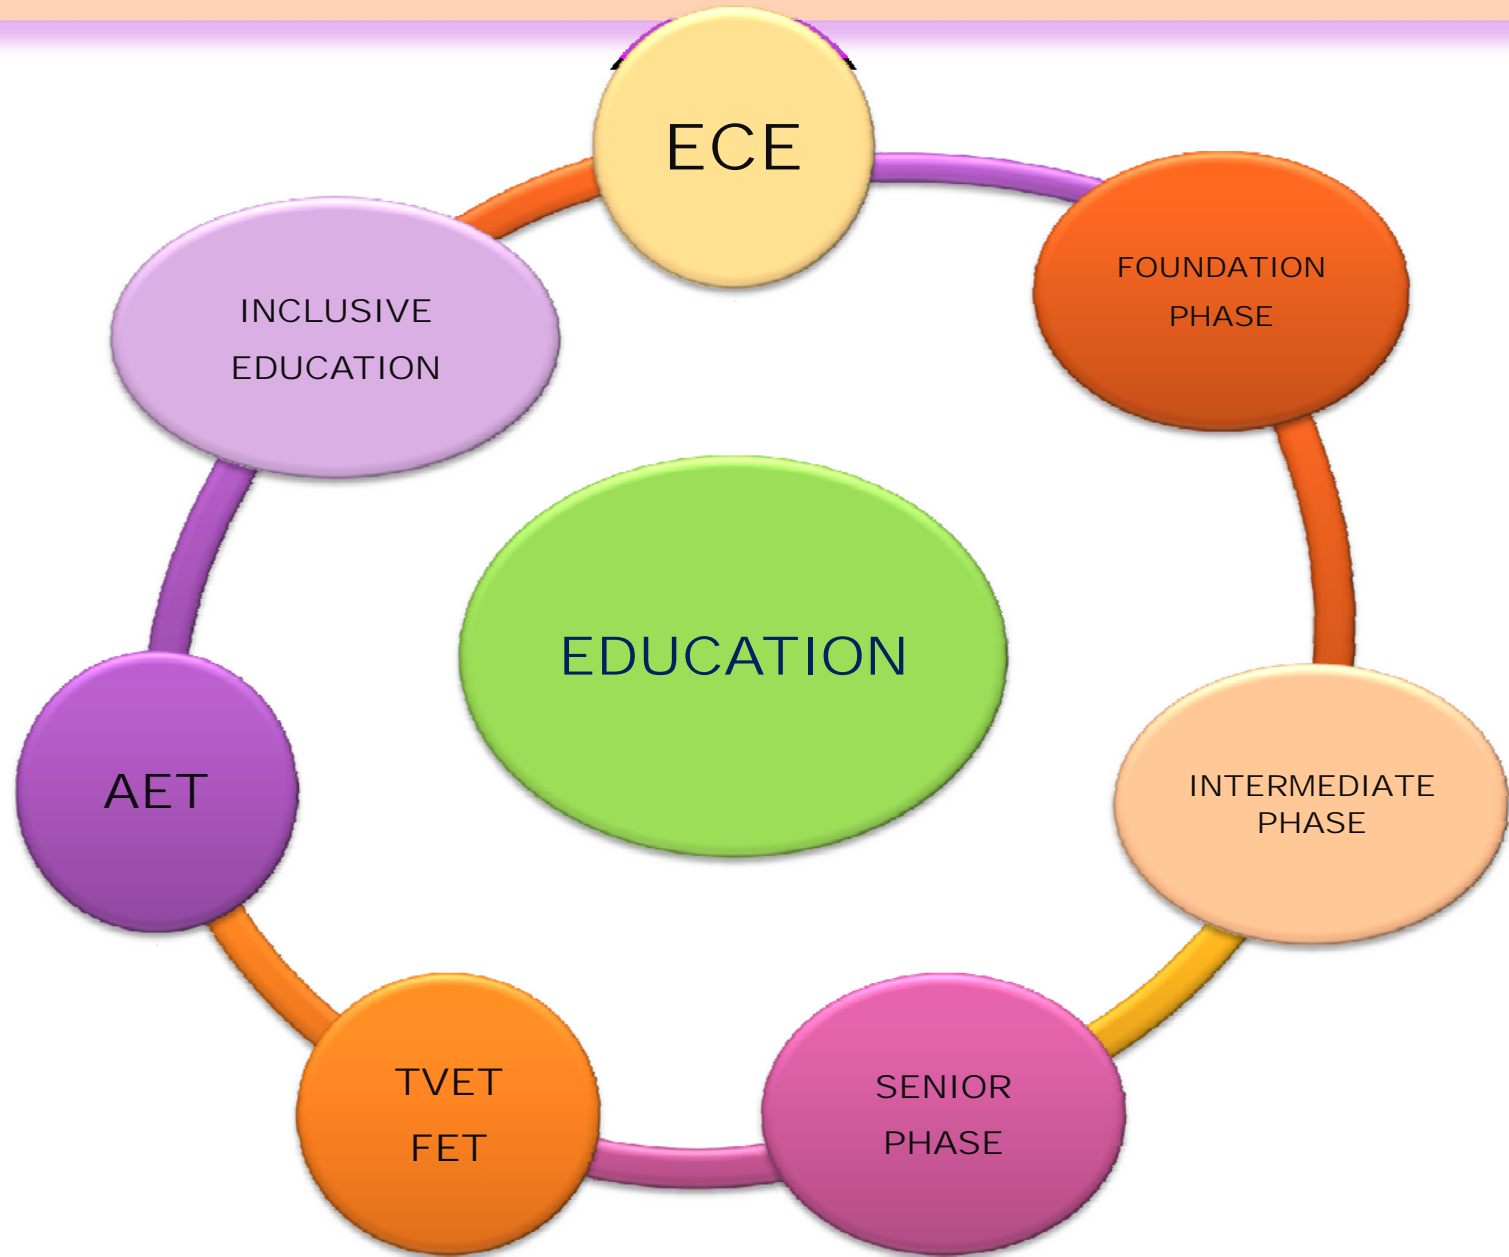 ECE
FOUNDATION
PHASE
INCLUSIVE
EDUCATION
EDUCATION
AET
INTERMEDIATE
PHASE
TVET
FET
SENIOR
PHASE